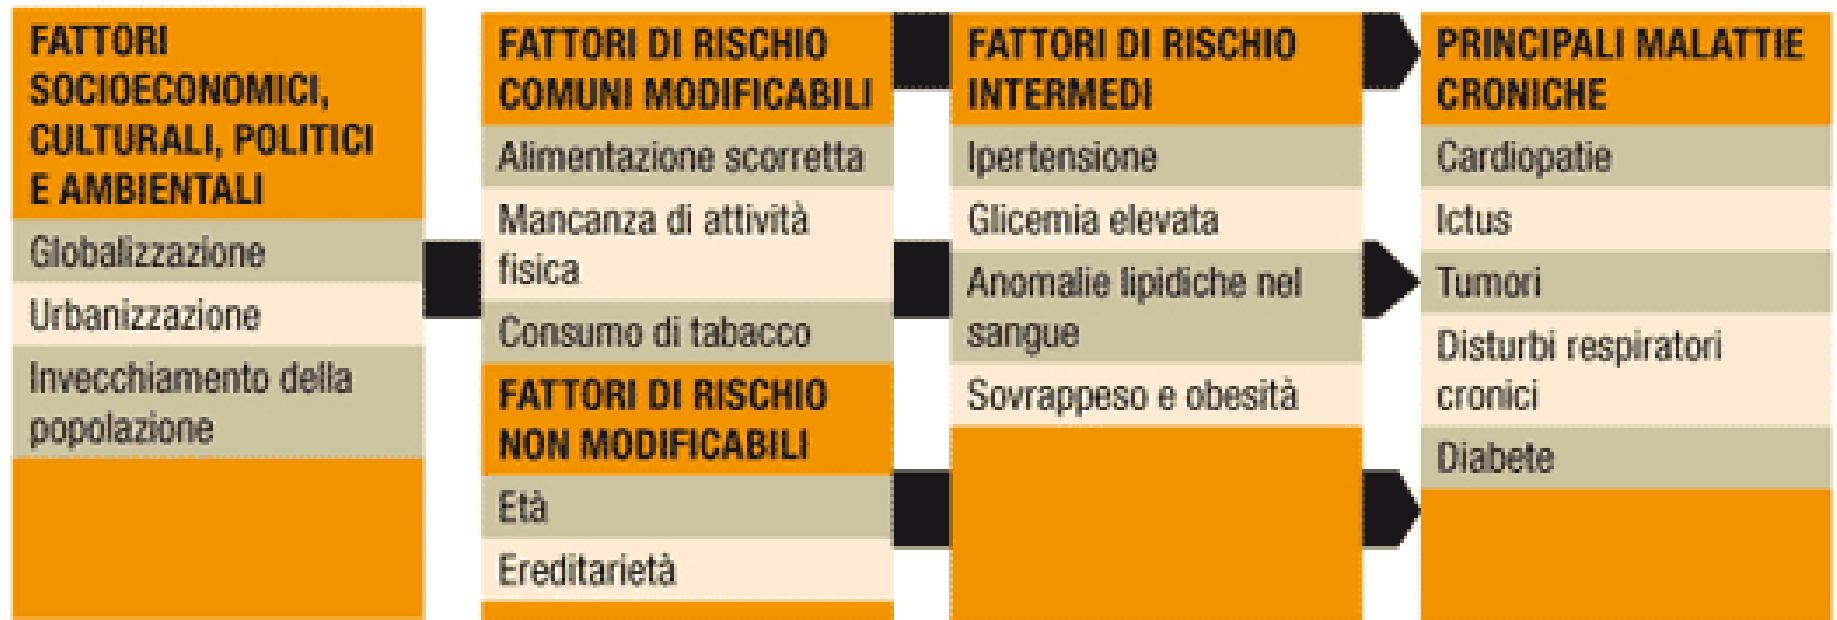 FATTORI
SOCIOECONOMICI,
CULTURALI, POLITICI
E AMBIENTALI
Globalizzazione
Urbanizzazione
Invecchiamento della
popolazione
FATTORI DI RISCHIO
COMUNI MODIFICABILI
Alimentazione scorretta
Mancanza di attività
fisica
Consumo di tabacco
FATTORI DI RISCHIO
NON MODIFICABILI
Età
Ereditarietà
FATTORI DI RISCHIO
INTERMEDI
Ipertensione
Glicemia elevata
Anomalie lipidiche nel
sangue
Sovrappeso e obesità
PRINCIPALI MALATTIE
CRONICHE
Cardiopatie
Ictus
Tumori
Disturbi respiratori
cronici
Diabete